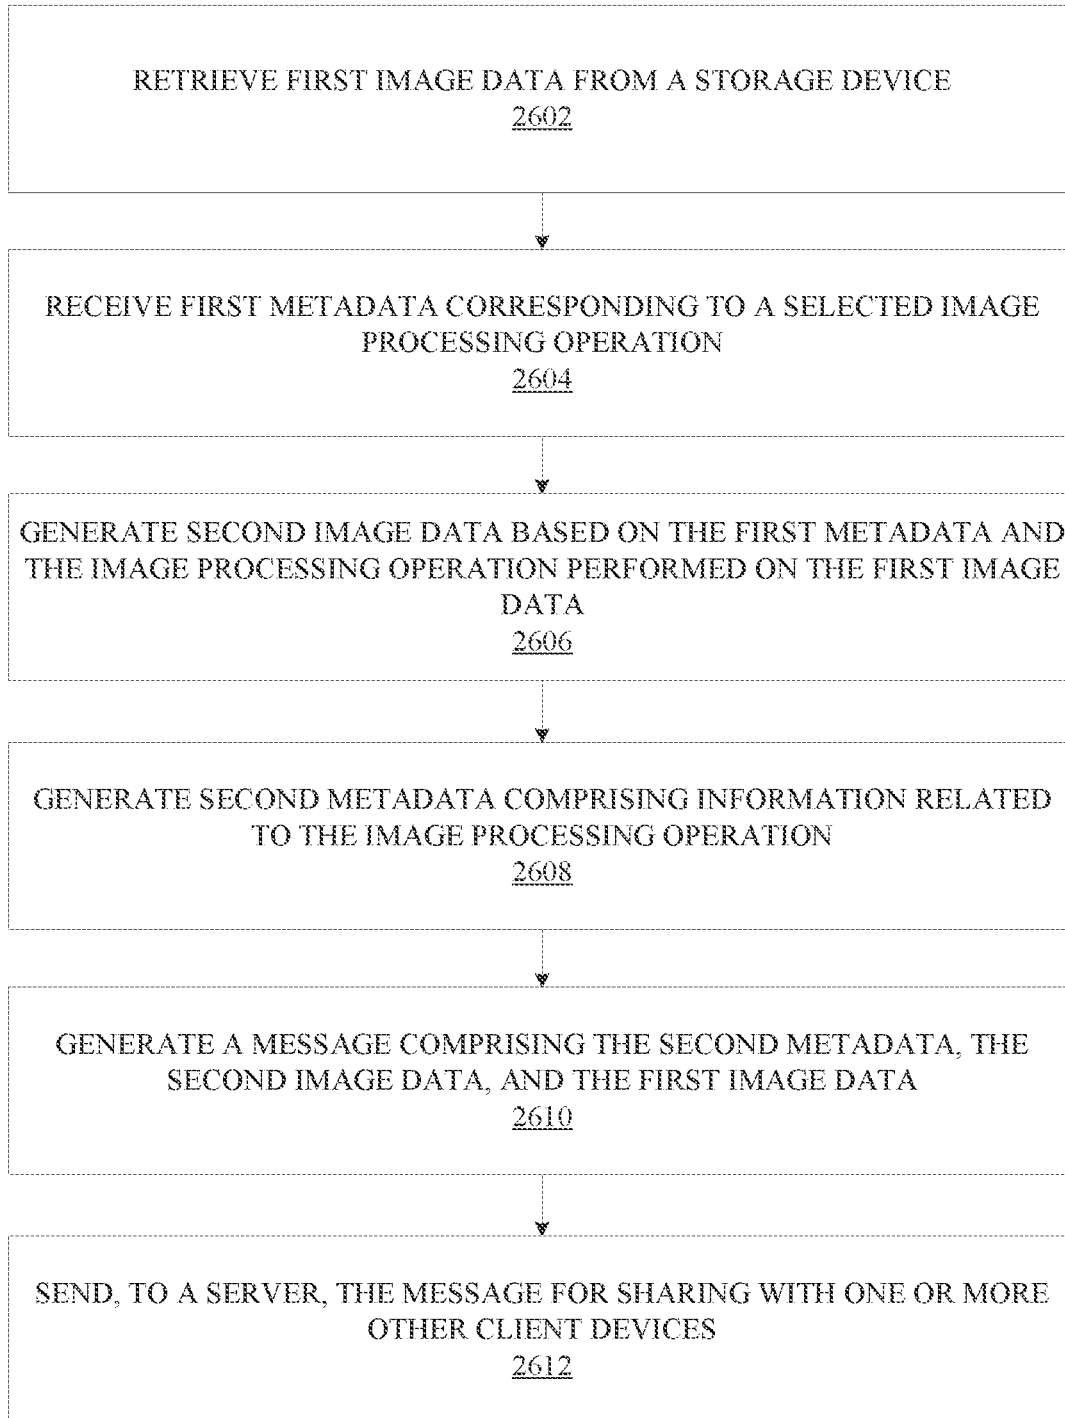 RETRIEVE FIRST IMAGE DATA FROM A STORAGE DEVICE
2602
RECEIVE FIRST METADATA CORRESPONDING TO A SELECTED IMAGE
PROCESSING OPERATION
2604
GENERATE SECOND IMAGE DATA BASED ON THE FIRST METADATA AND
THE IMAGE PROCESSING OPERATION PERFORMED ON THE FIRST IMAGE
DATA
2606
GENERATE SECOND METADATA COMPRISING INFORMATION RELATED
TO THE IMAGE PROCESSING OPERATION
2608
GENERATE A MESSAGE COMPRISING THE SECOND METADATA, THE
SECOND IMAGE DATA, AND THE FIRST IMAGE DATA
2610
SEND, TO A SERVER, THE MESSAGE FOR SHARING WITH ONE OR MORE
OTHER CLIENT DEVICES
2612